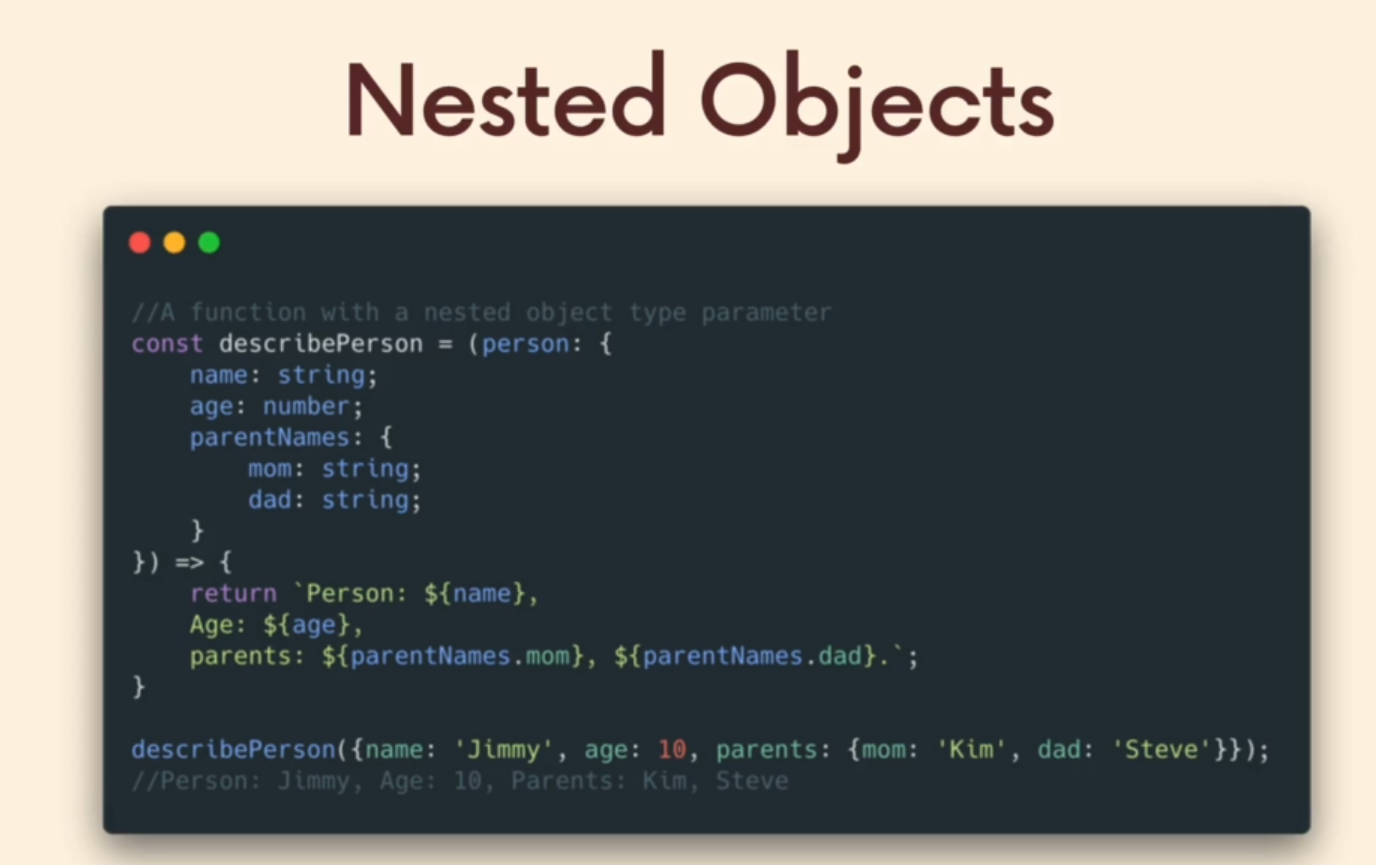 Nested Objects
//A function with a nested object type parameter
const describePerson = (person: {
    name: string;
    age: number;
    parentNames: {
        mom: string;
        dad: string;
    }
}) => {
    return `Person: ${name},
    Age: ${age},
    parents: ${parentNames.mom}, ${parentNames.dad}.`;
}
describePerson({name: 'Jimmy', age: 10, parents: {mom: 'Kim', dad: 'Steve'}});
//Person: Jimmy, Age: 10, Parents: Kim, Steve